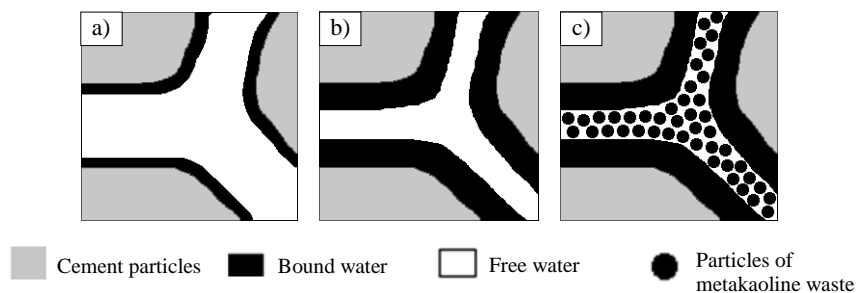 a)
b)
c)
Cement particles
Bound water
Free water
Particles of
metakaoline waste